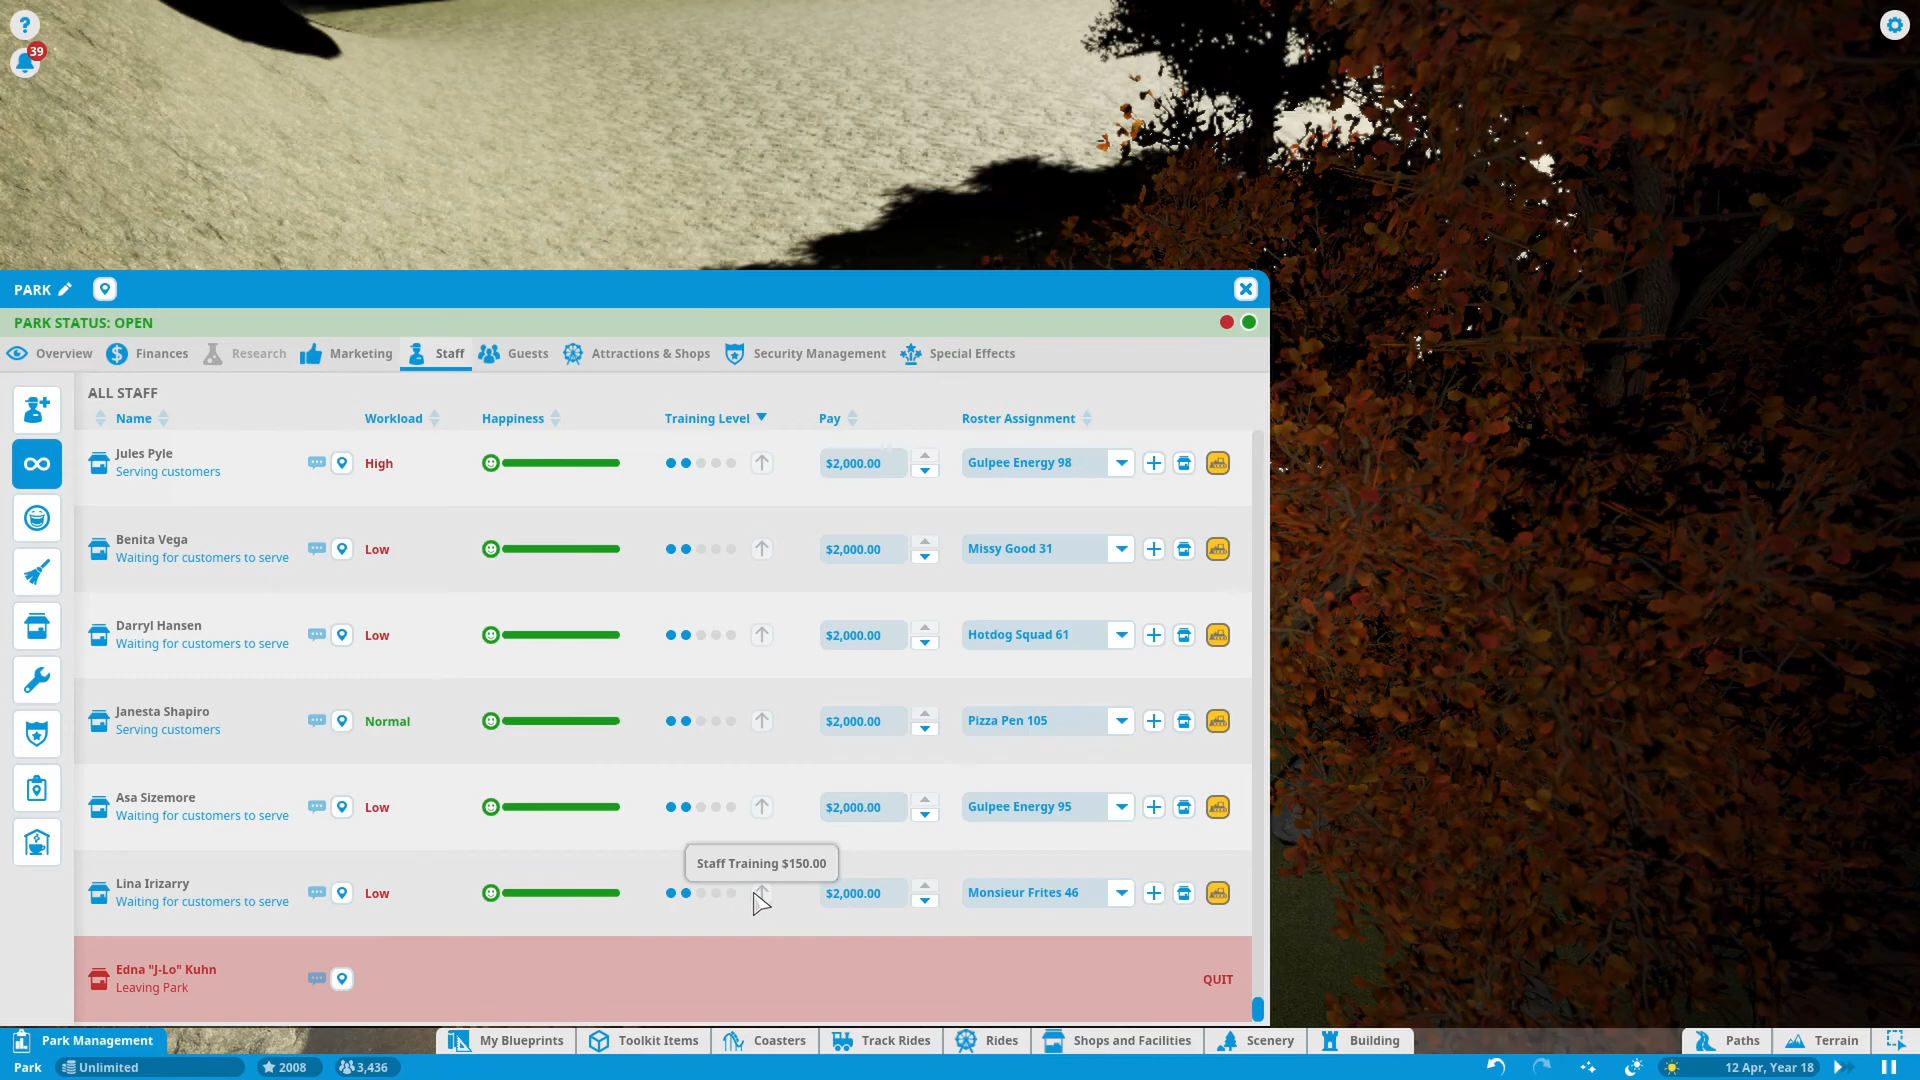 ?
39
PARK
PARK STATUS: OPEN
Overview
Finances
Research
Marketing
Staff
Guests
Attractions & Shops
Security Management
Special Effects
ALL STAFF
Name
Workload
Happiness
Training Level
Pay
Roster Assignment
Jules Pyle
Serving customers
High
$2,000.00
Gulpee Energy 98
Benita Vega
Waiting for customers to serve
Low
$2,000.00
Missy Good 31
Darryl Hansen
Waiting for customers to serve
Low
$2,000.00
Hotdog Squad 61
Janesta Shapiro
Serving customers
Normal
$2,000.00
Pizza Pen 105
Asa Sizemore
Waiting for customers to serve
Low
$2,000.00
Gulpee Energy 95
Staff Training $150.00
Lina Irizarry
Waiting for customers to serve
Low
$2,000.00
Monsieur Frites 46
Edna "J-Lo" Kuhn
Leaving Park
QUIT
Park Management
My Blueprints
Toolkit Items
Coasters
Track Rides
Rides
Shops and Facilities
Scenery
Building
Paths
Terrain
Park
Unlimited
2008
3,436
12 Apr, Year 18